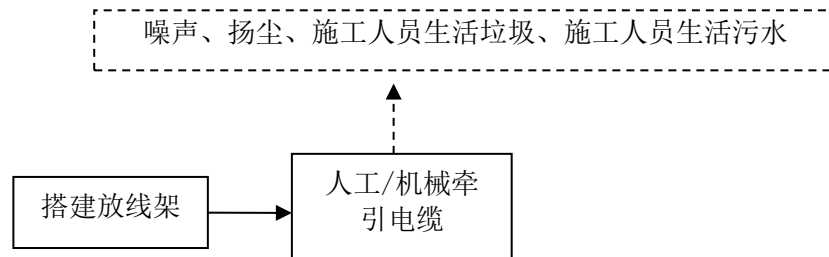 噪声、扬尘、施工人员生活垃圾、施工人员生活污水
搭建放线架
人工/机械牵
引电缆